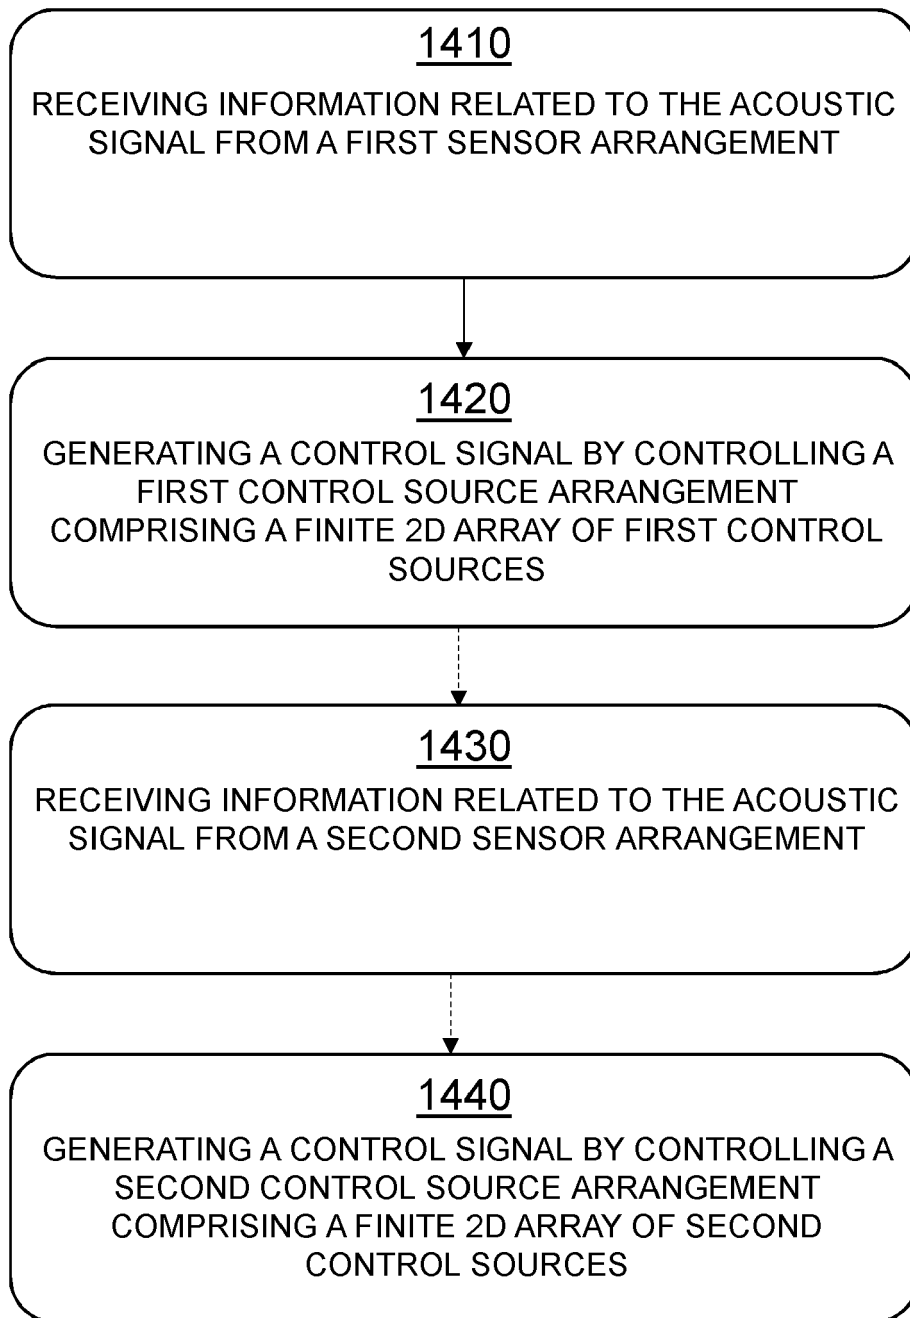 1410
RECEIVING INFORMATION RELATED TO THE ACOUSTIC
SIGNAL FROM A FIRST SENSOR ARRANGEMENT
1420
GENERATING A CONTROL SIGNAL BY CONTROLLING A
FIRST CONTROL SOURCE ARRANGEMENT
COMPRISING A FINITE 2D ARRAY OF FIRST CONTROL
SOURCES
1430
RECEIVING INFORMATION RELATED TO THE ACOUSTIC
SIGNAL FROM A SECOND SENSOR ARRANGEMENT
1440
GENERATING A CONTROL SIGNAL BY CONTROLLING A
SECOND CONTROL SOURCE ARRANGEMENT
COMPRISING A FINITE 2D ARRAY OF SECOND
CONTROL SOURCES